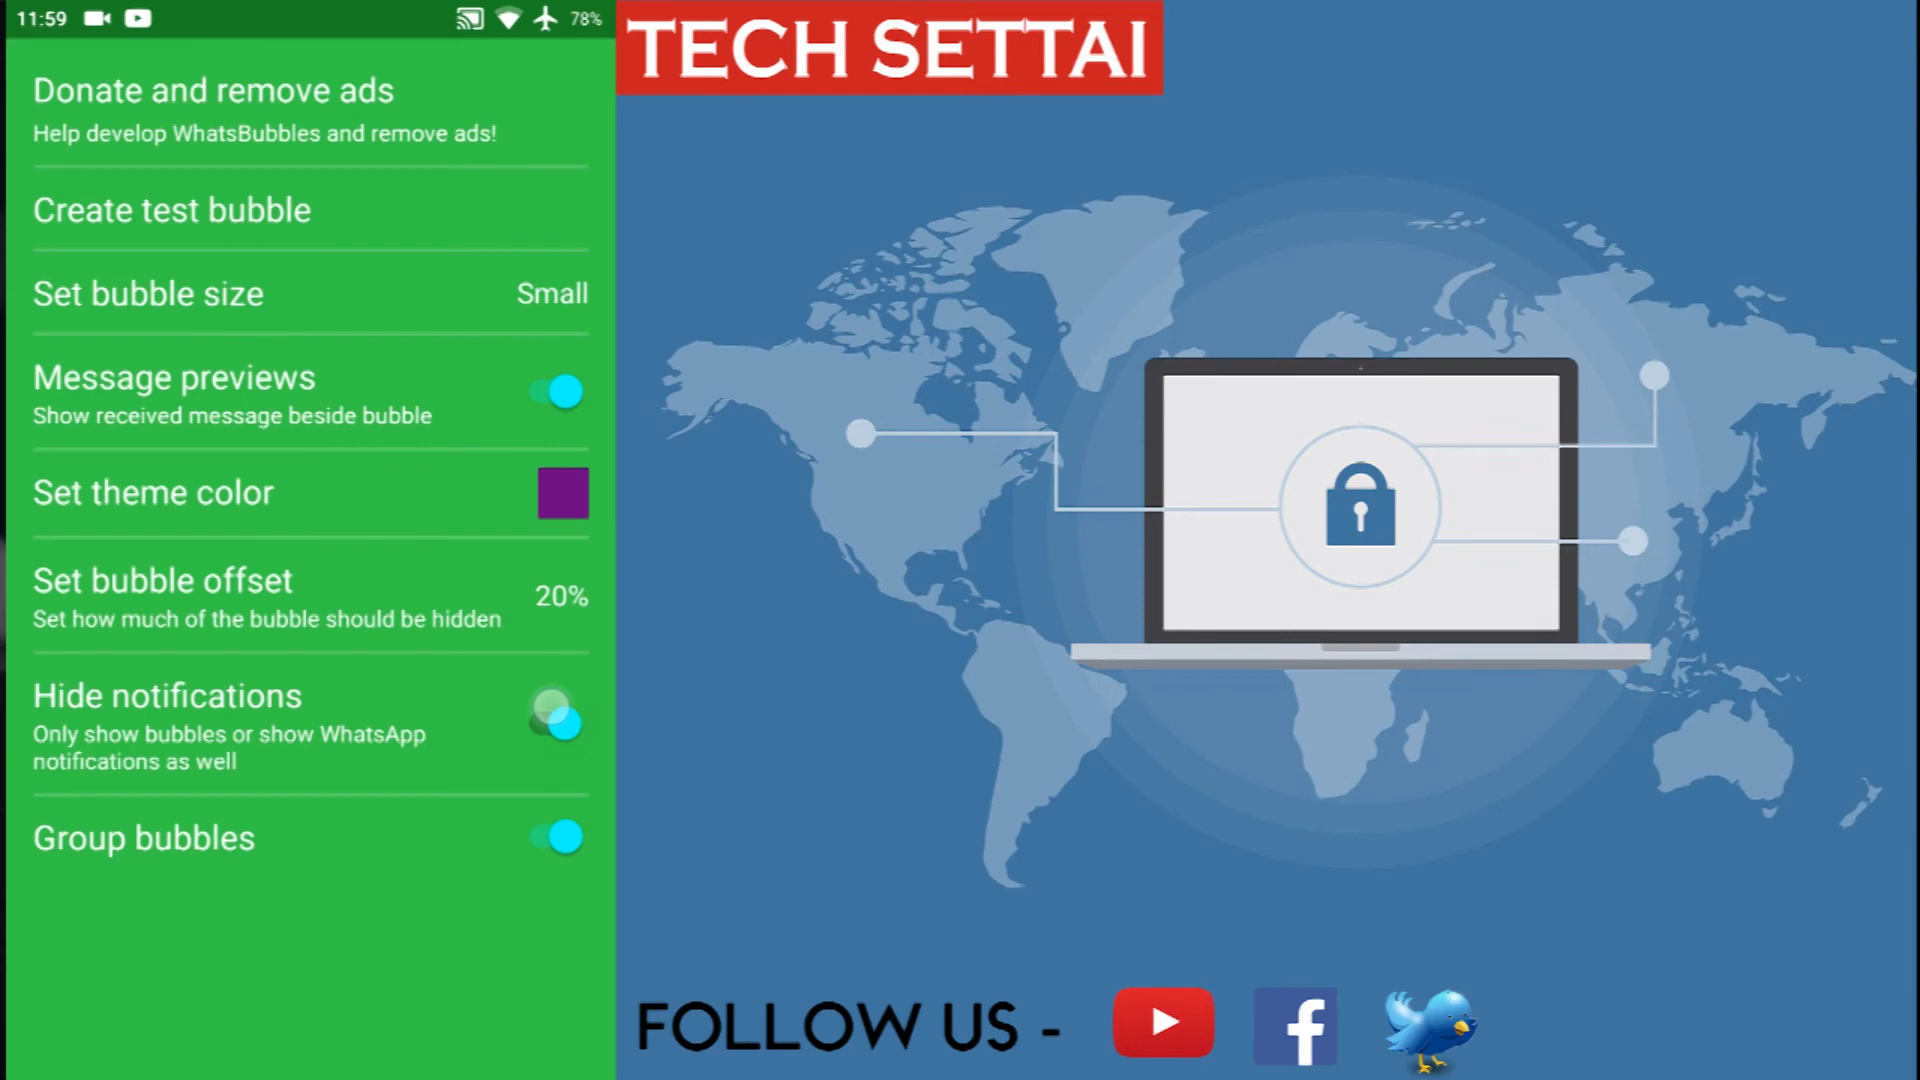 11:59
78%
Donate and remove ads
Help develop WhatsBubbles and remove ads!
Create test bubble
Set bubble size
Small
Message previews
Show received message beside bubble
Set theme color
Set bubble offset
20%
Set how much of the bubble should be hidden
Hide notifications
Only show bubbles or show WhatsApp
notifications as well
Group bubbles
TECH SETTAI
FOLLOW US -